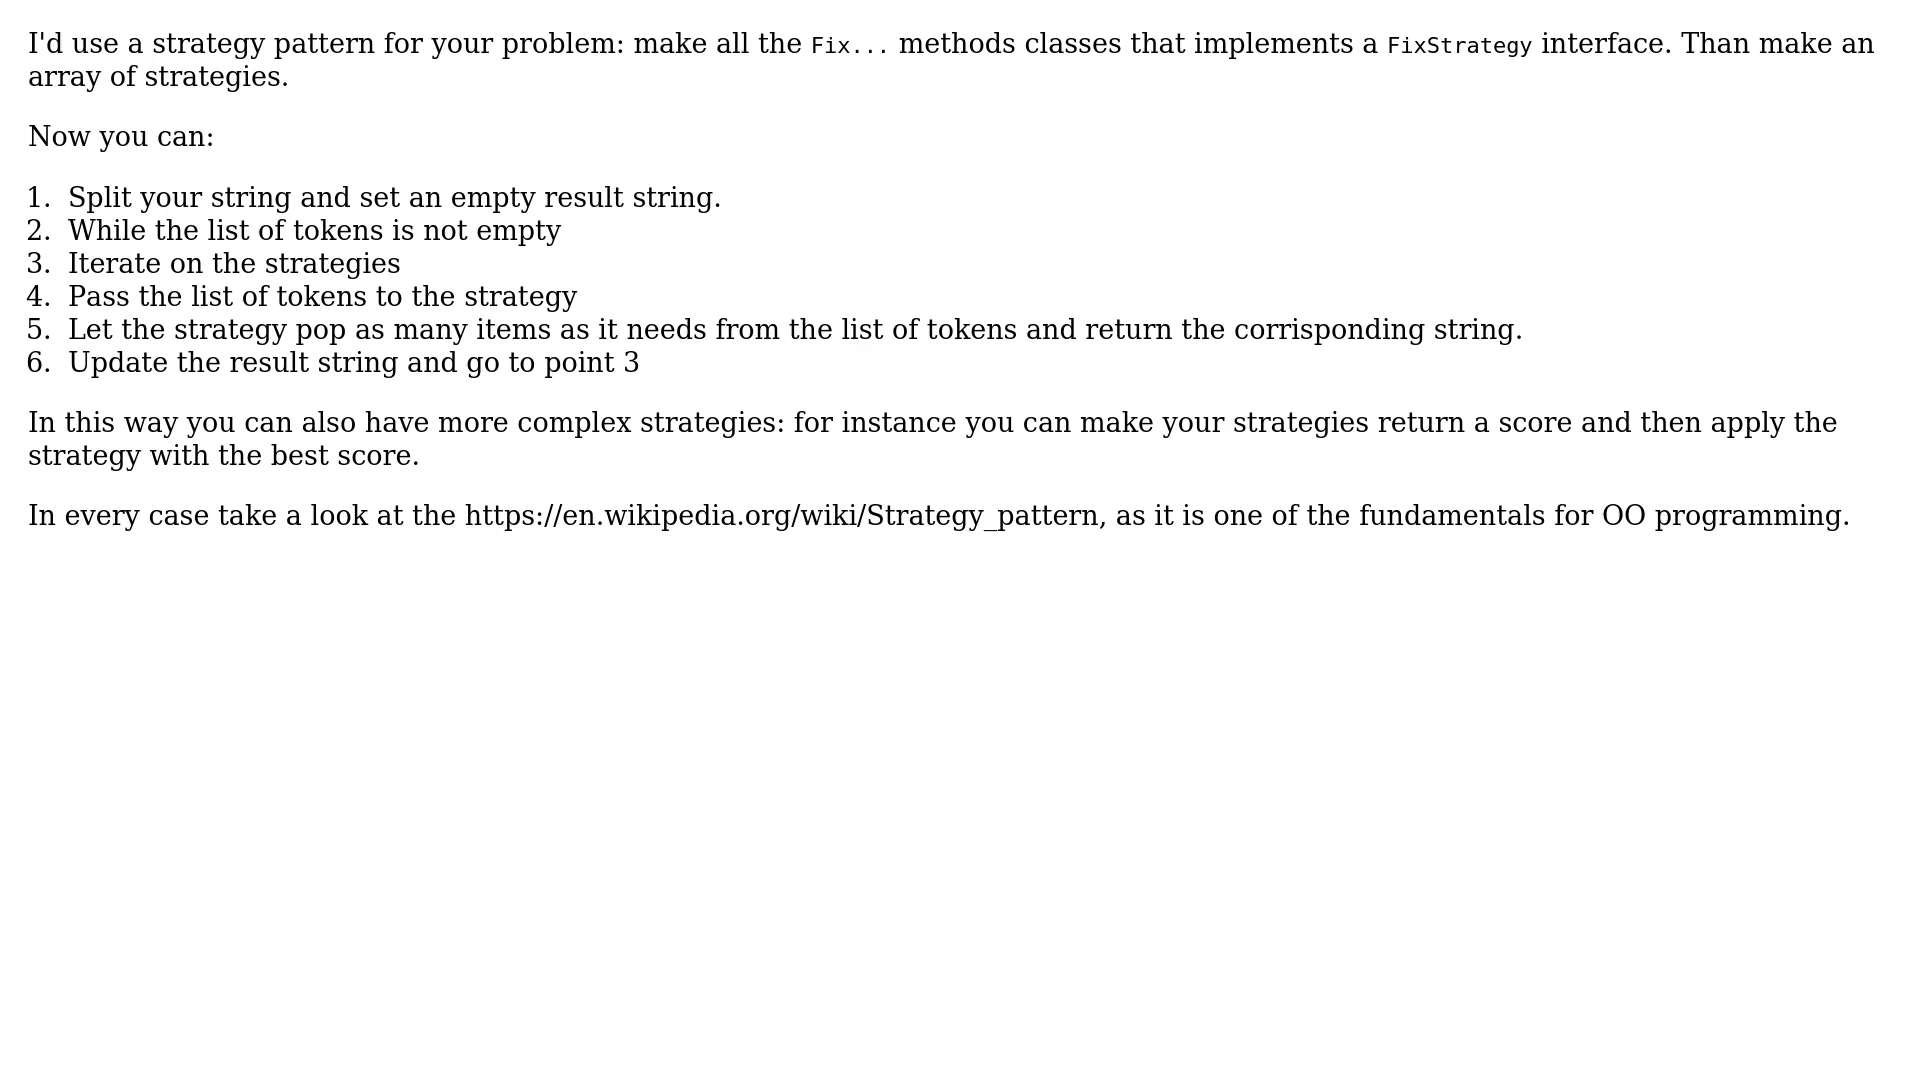 I'd use a strategy pattern for your problem: make all the Fix... methods classes that implements a FixStrategy interface. Than make an
array of strategies.
Now you can:
1. Split your string and set an empty result string.
2. While the list of tokens is not empty
3. Iterate on the strategies
4. Pass the list of tokens to the strategy
5. Let the strategy pop as many items as it needs from the list of tokens and return the corrisponding string.
6. Update the result string and go to point 3
In this way you can also have more complex strategies: for instance you can make your strategies return a score and then apply the
strategy with the best score.
In every case take a look at the https://en.wikipedia.org/wiki/Strategy_pattern, as it is one of the fundamentals for OO programming.